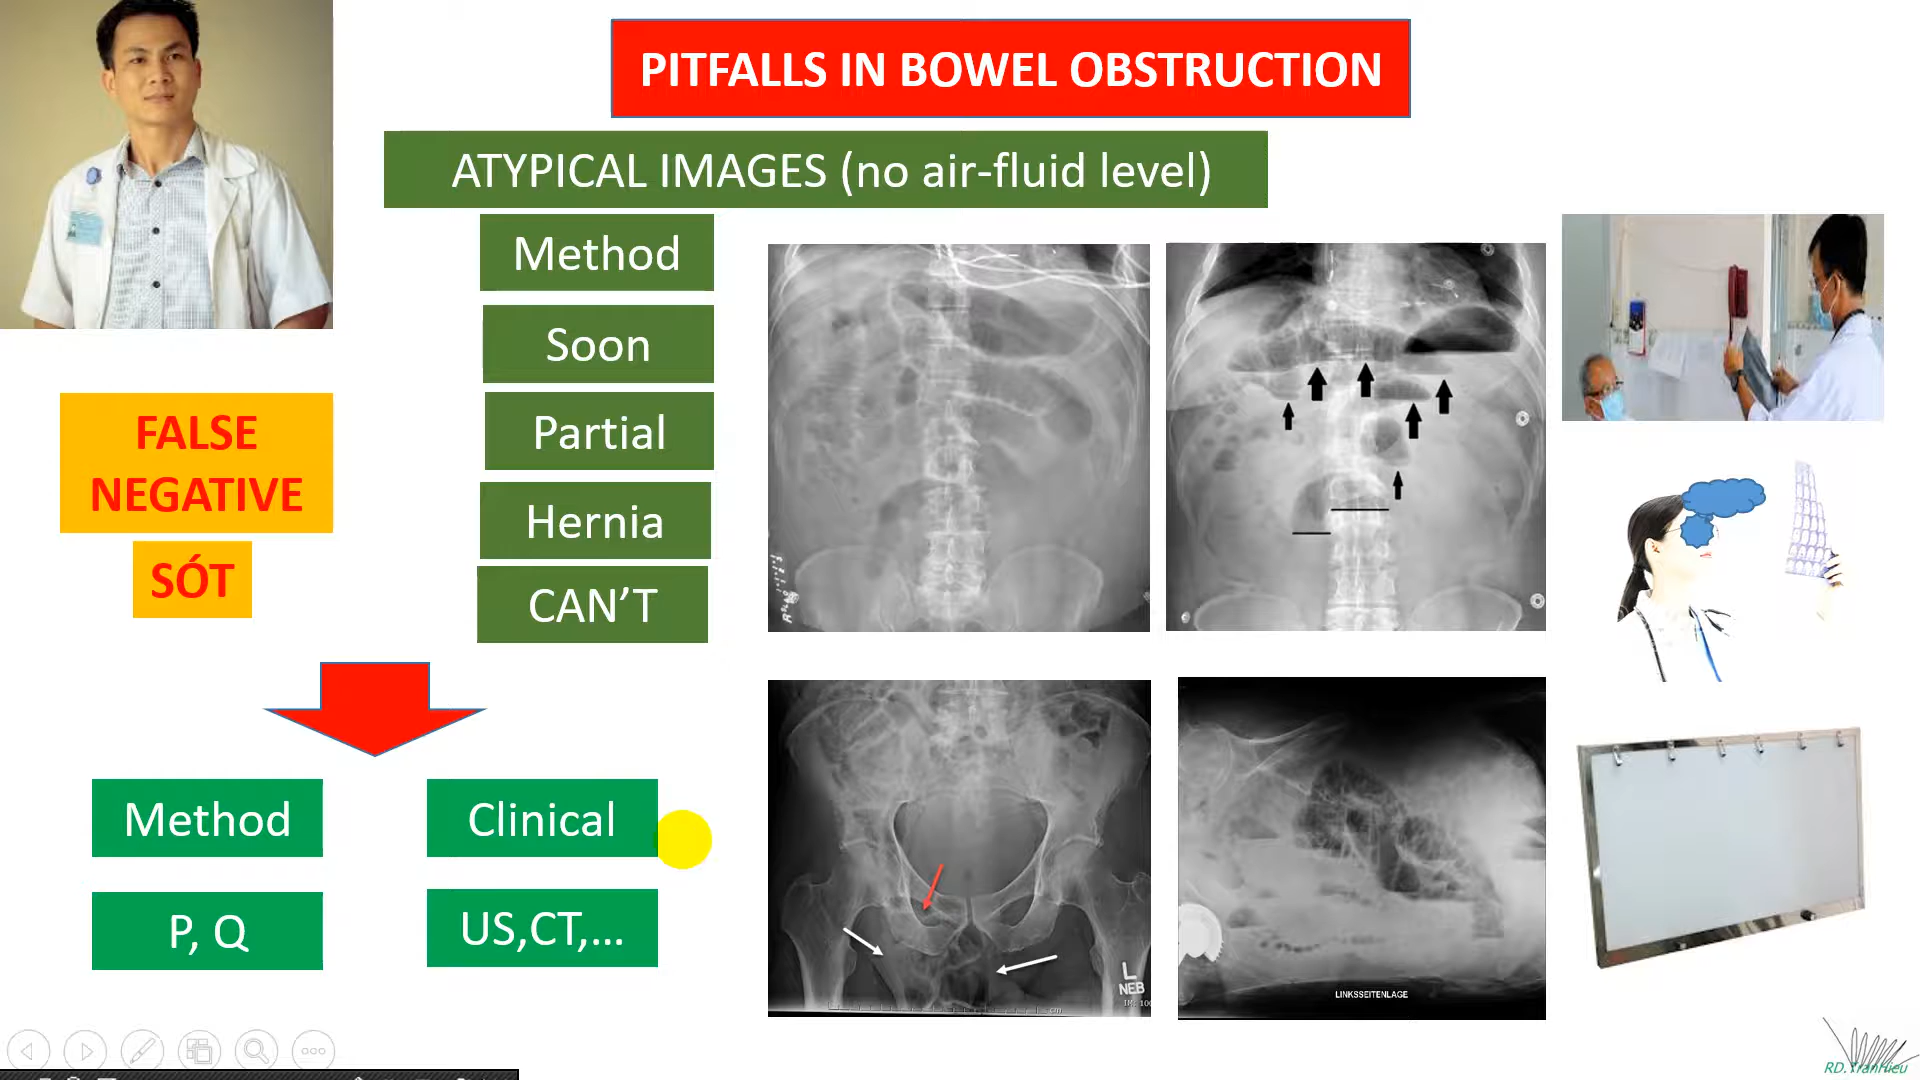 PITFALLS IN BOWEL OBSTRUCTION
ATYPICAL IMAGES (no air-fluid level)
Method
Soon
Partial
Hernia
CAN'T
FALSE
NEGATIVE
SÓT
Method
Clinical
P, Q
US,CT,...
L
NEB
cm
LINKSSEITENLAGE
RD.TranHieu